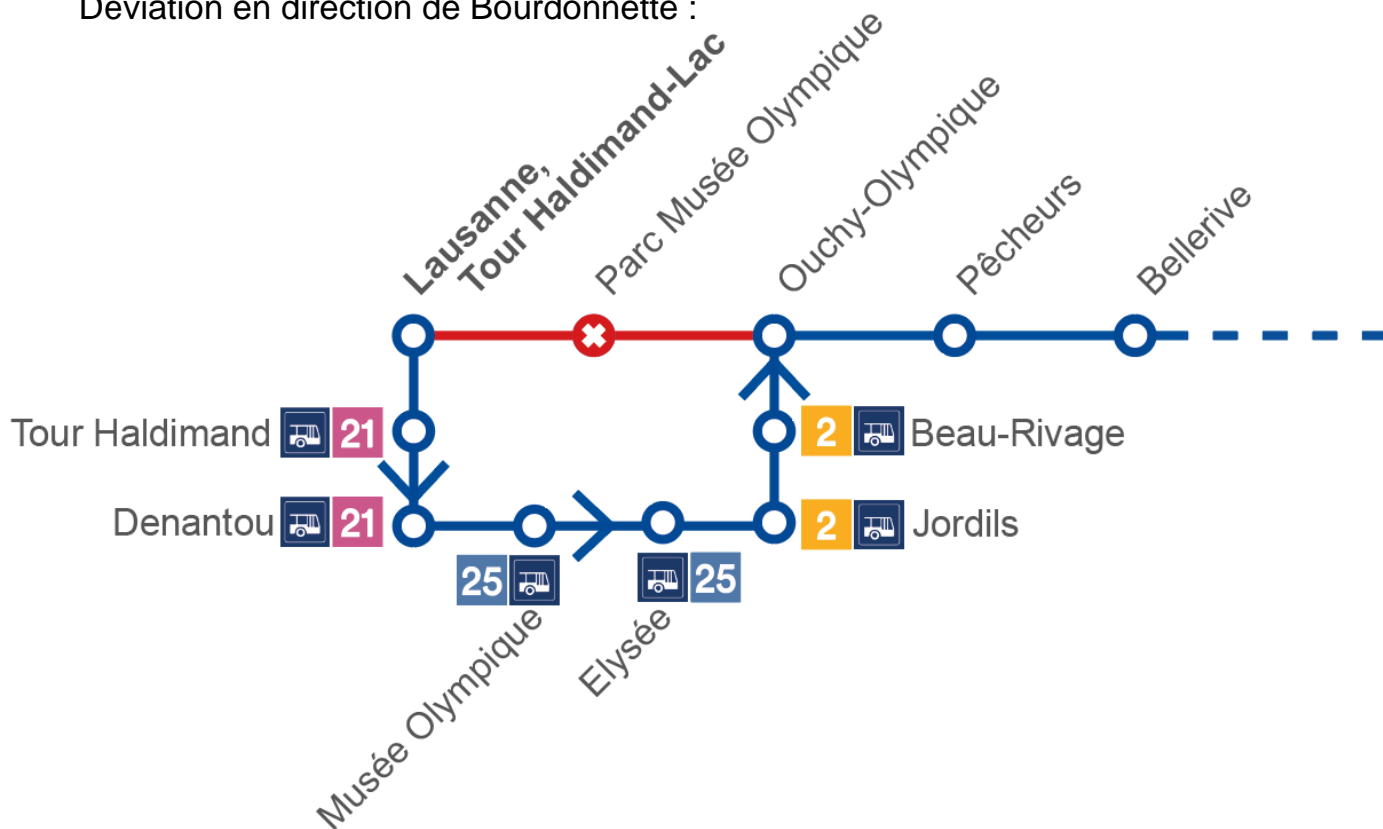 Déviation en direction de Bourdonnette :
Lausanne,
Tour Haldimand-Lac
Parc Musée Olympique
Ouchy-Olympique
Pêcheurs
Bellerive
Tour Haldimand 21
2 Beau-Rivage
Denantou 21
2 Jordils
25
25
Musée Olympique
Elysée